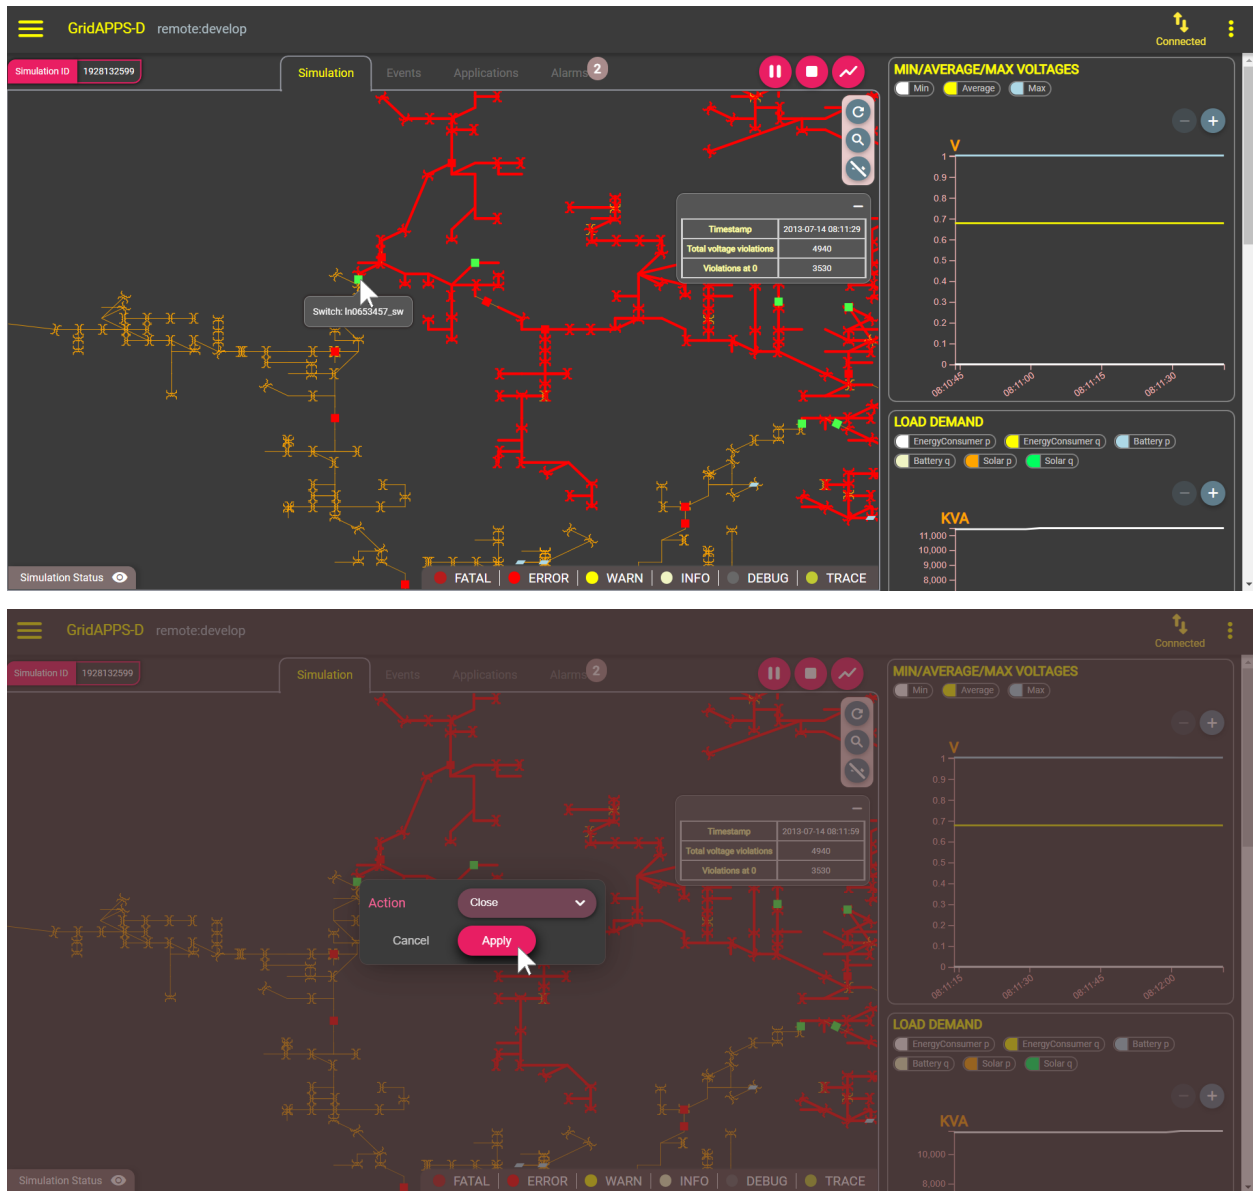 GridAPPS-D remote:develop
Connected
Simulation ID 1928132599
Simulation Events Applications Alarms 2
Timestamp 2013-07-14 08:11:29
Total voltage violations 4940
Violations at 0 3530
Switch: ln0653457_sw
Simulation Status
FATAL ERROR WARN INFO DEBUG TRACE
MIN/AVERAGE/MAX VOLTAGES
Min Average Max
V
1
0.9
0.8
0.7
0.6
0.5
0.4
0.3
0.2
0.1
0
08:10:45 08:11:00 08:11:15 08:11:30
LOAD DEMAND
EnergyConsumer p EnergyConsumer q Battery p
Battery q Solar p Solar q
KVA
11,000
10,000
9,000
8,000
GridAPPS-D remote:develop
Connected
Simulation ID 1928132599
Simulation Events Applications Alarms 2
Timestamp 2013-07-14 08:11:59
Total voltage violations 4940
Violations at 0 3530
Action Close
Cancel Apply
Simulation Status
FATAL ERROR WARN INFO DEBUG TRACE
MIN/AVERAGE/MAX VOLTAGES
Min Average Max
V
1
0.9
0.8
0.7
0.6
0.5
0.4
0.3
0.2
0.1
0
08:11:15 08:11:30 08:11:45 08:12:00
LOAD DEMAND
EnergyConsumer p EnergyConsumer q Battery p
Battery q Solar p Solar q
KVA
10,000
8,000